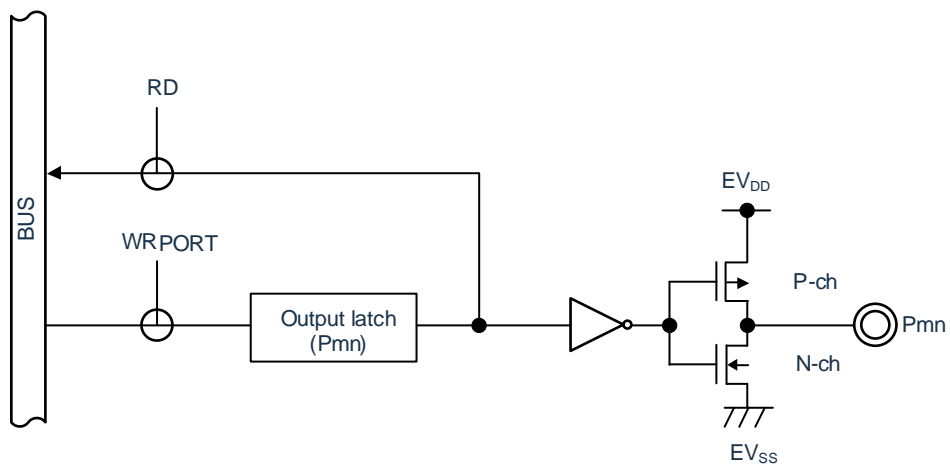 RD
EVDD
BUS
WRPORT
P-ch
Output latch
(Pmn)
Pmn
N-ch
EVSS